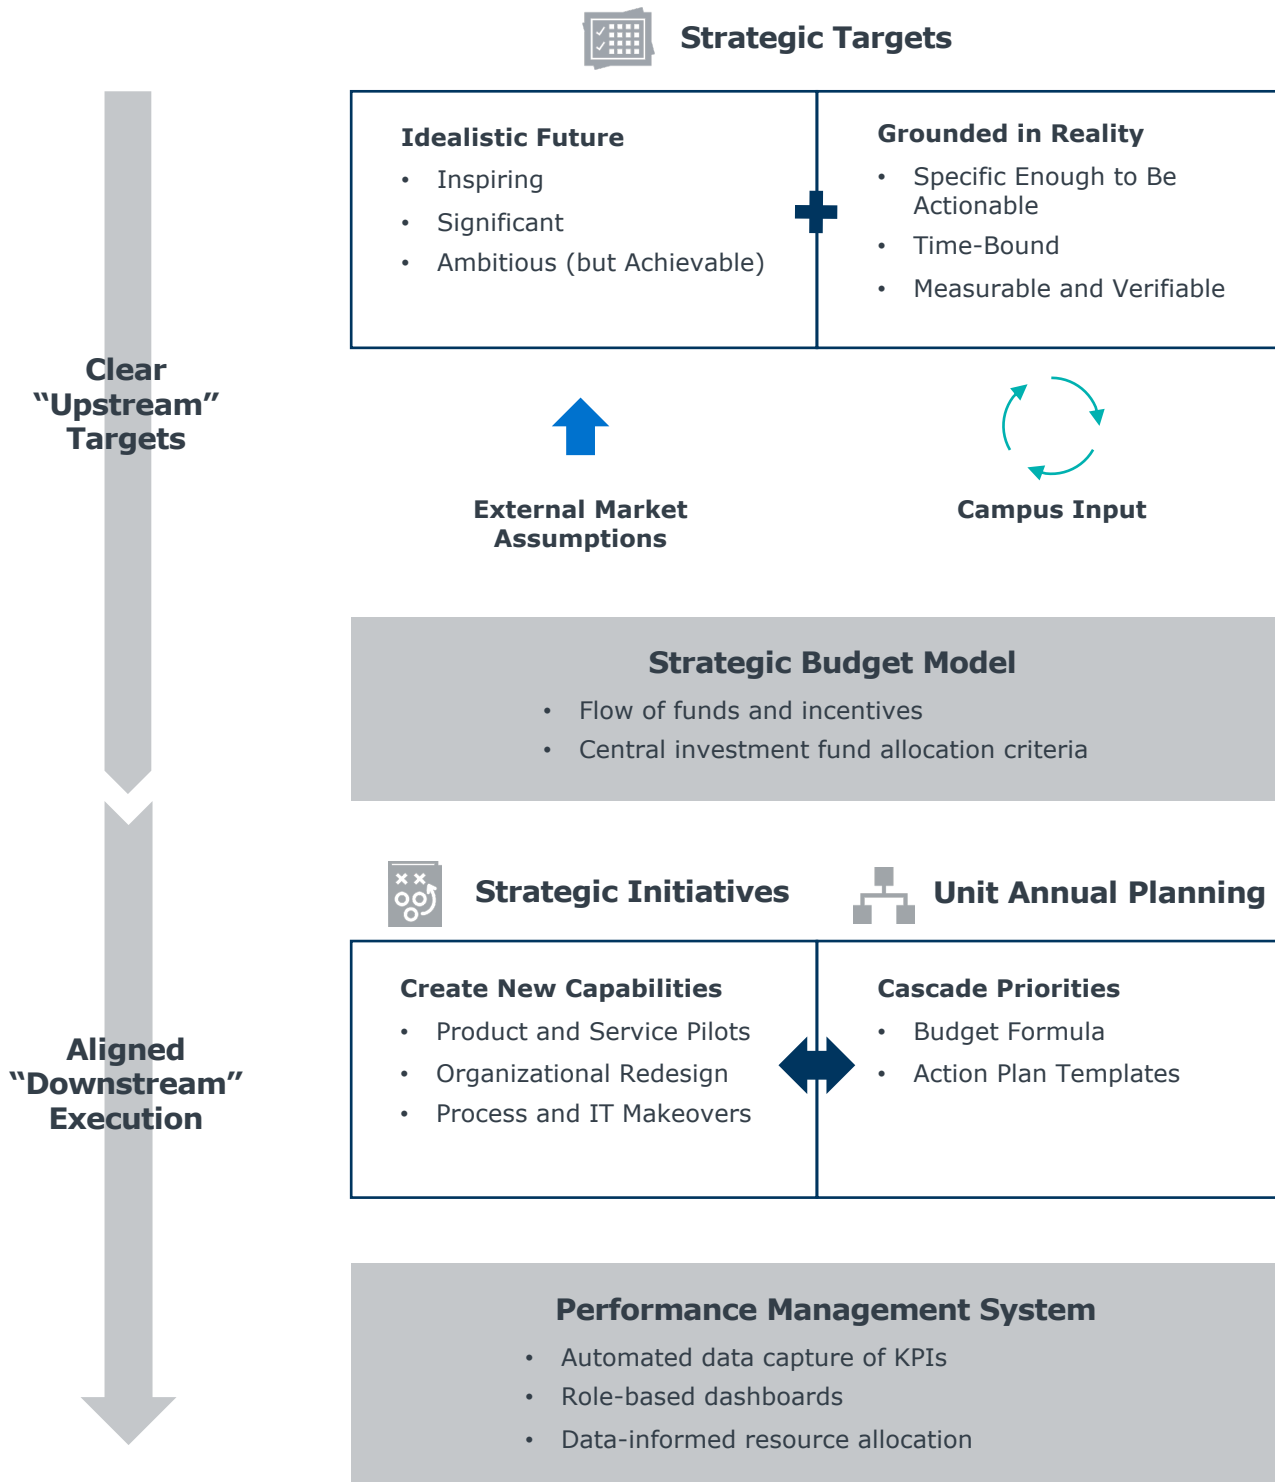 Strategic Targets
Idealistic Future
• Inspiring
• Significant
• Ambitious (but Achievable)
Grounded in Reality
• Specific Enough to Be
Actionable
• Time-Bound
• Measurable and Verifiable
Clear
“Upstream”
Targets
External Market
Assumptions
Campus Input
Strategic Budget Model
• Flow of funds and incentives
• Central investment fund allocation criteria
Strategic Initiatives
Unit Annual Planning
Create New Capabilities
• Product and Service Pilots
• Organizational Redesign
• Process and IT Makeovers
Cascade Priorities
• Budget Formula
• Action Plan Templates
Aligned
“Downstream”
Execution
Performance Management System
• Automated data capture of KPIs
• Role-based dashboards
• Data-informed resource allocation